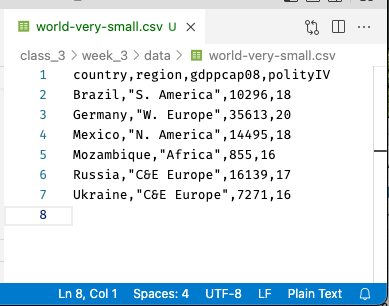 world-very-small.csv U
class_3 > week_3 > data > world-very-small.csv
1 country,region,gdppcap08,polityIV
2 Brazil,"S. America",10296,18
3 Germany,"W. Europe",35613,20
4 Mexico,"N. America",14495,18
5 Mozambique,"Africa",855,16
6 Russia,"C&E Europe",16139,17
7 Ukraine,"C&E Europe",7271,16
8
Ln 8, Col 1 Spaces: 4 UTF-8 LF Plain Text